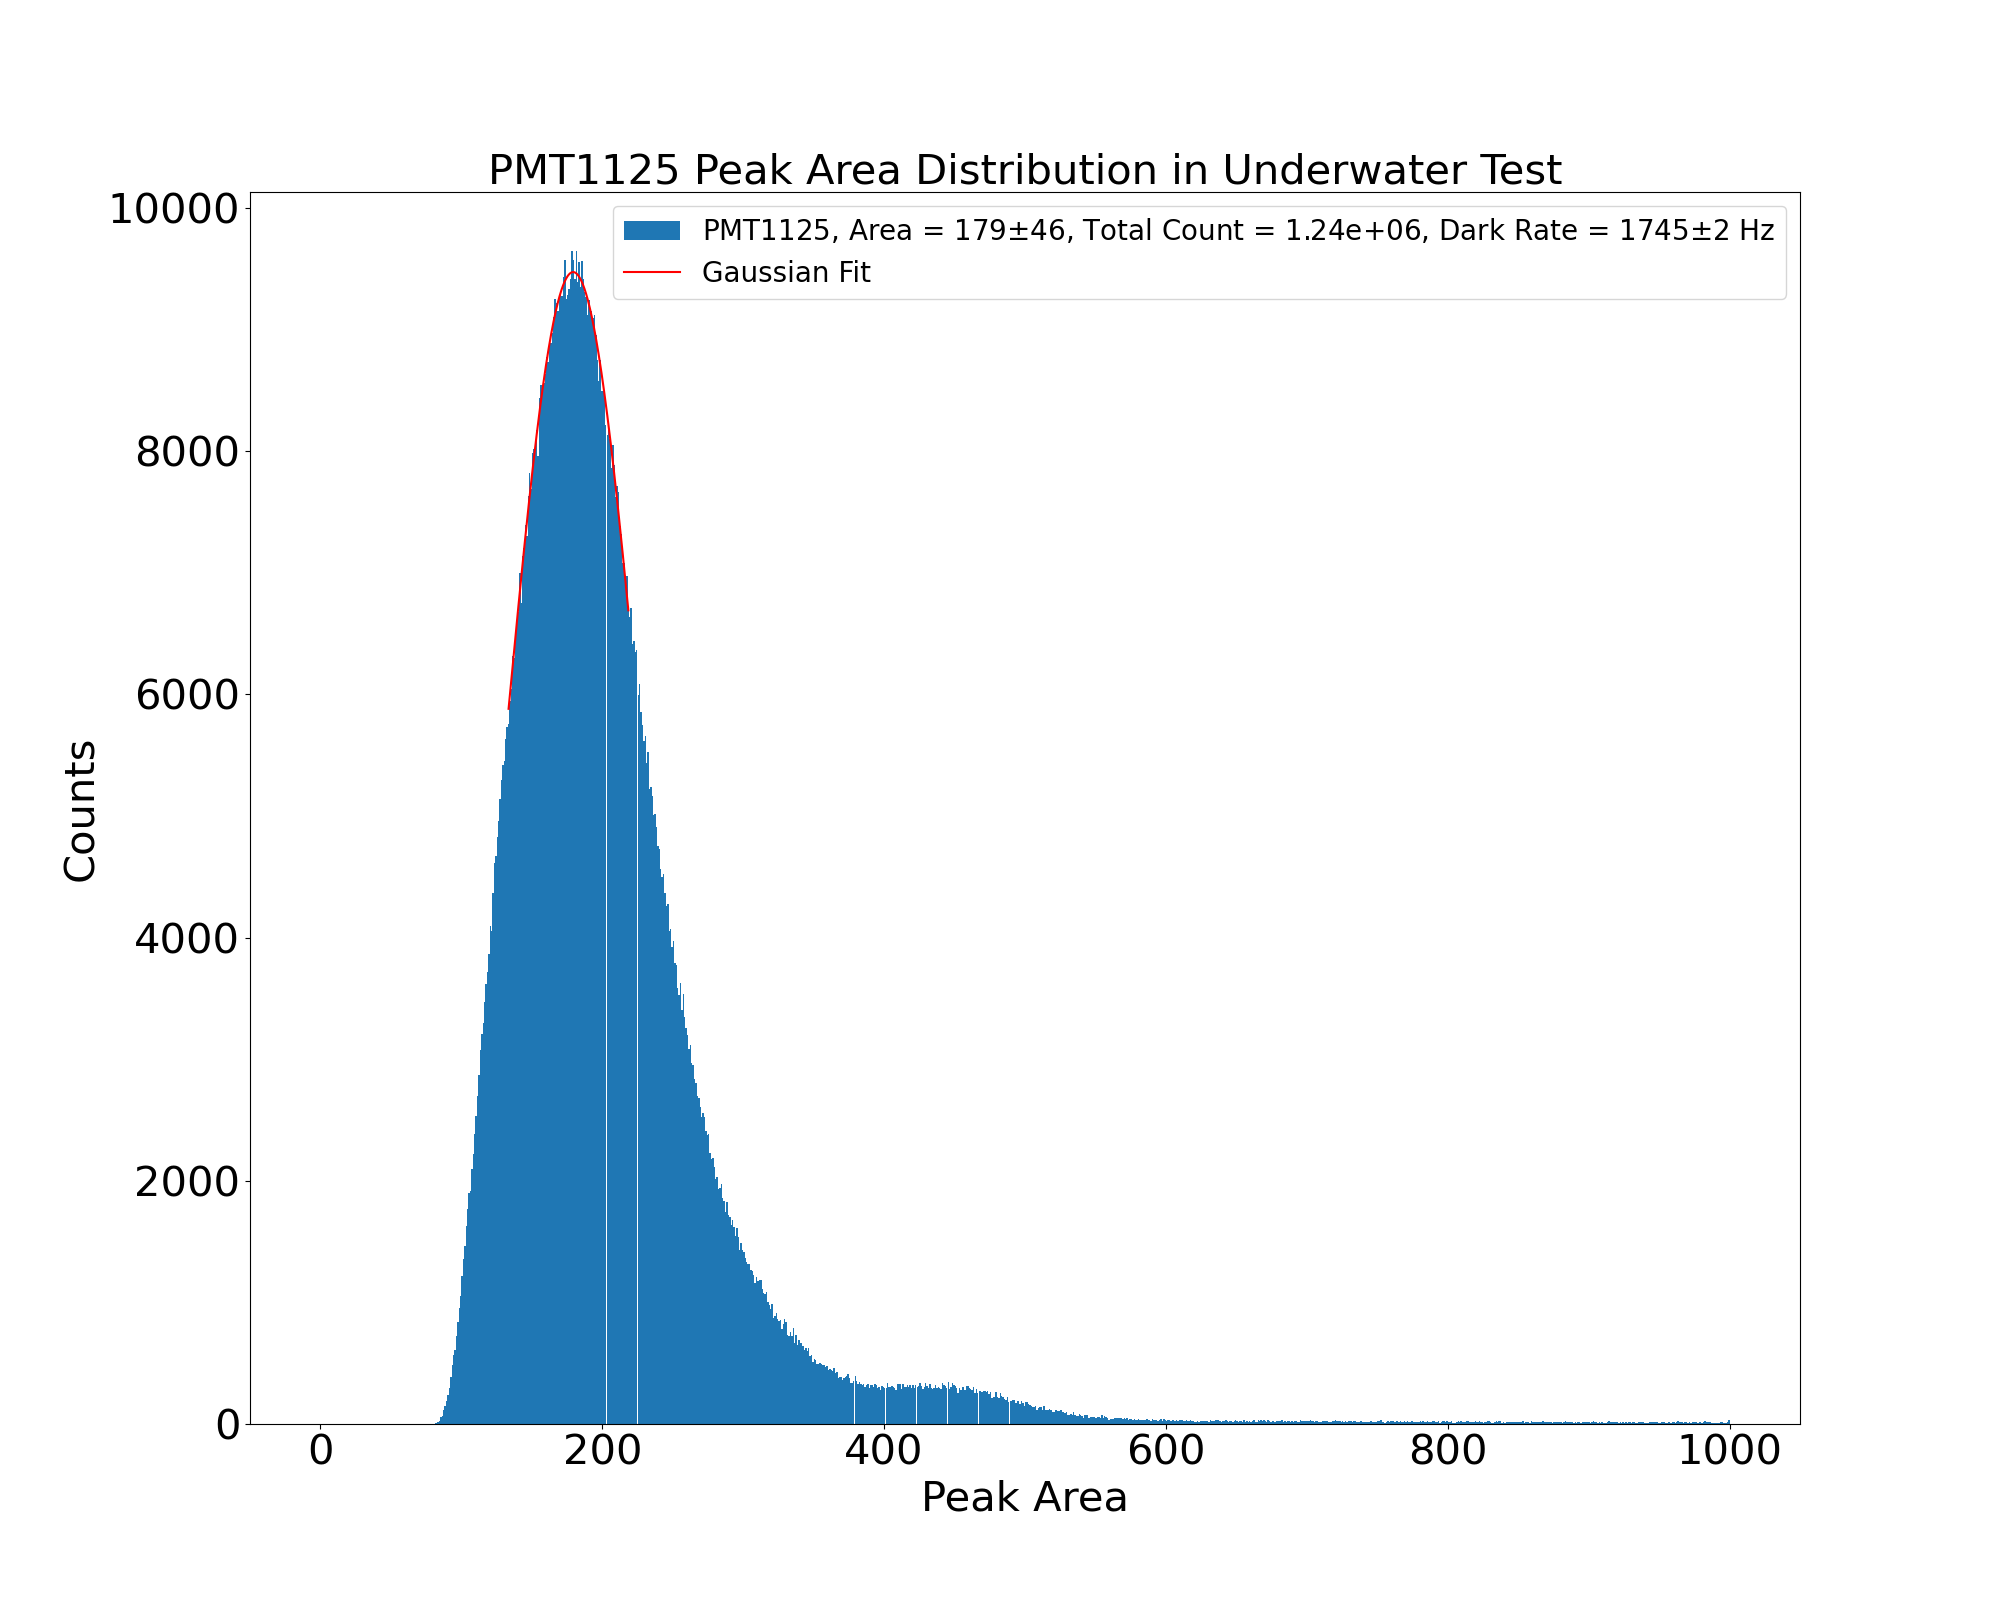 PMT1125 Peak Area Distribution in Underwater Test
PMT1125, Area = 179±46, Total Count = 1.24e+06, Dark Rate = 1745±2 Hz
Gaussian Fit
10000
8000
6000
4000
2000
0
Counts
0 200 400 600 800 1000
Peak Area